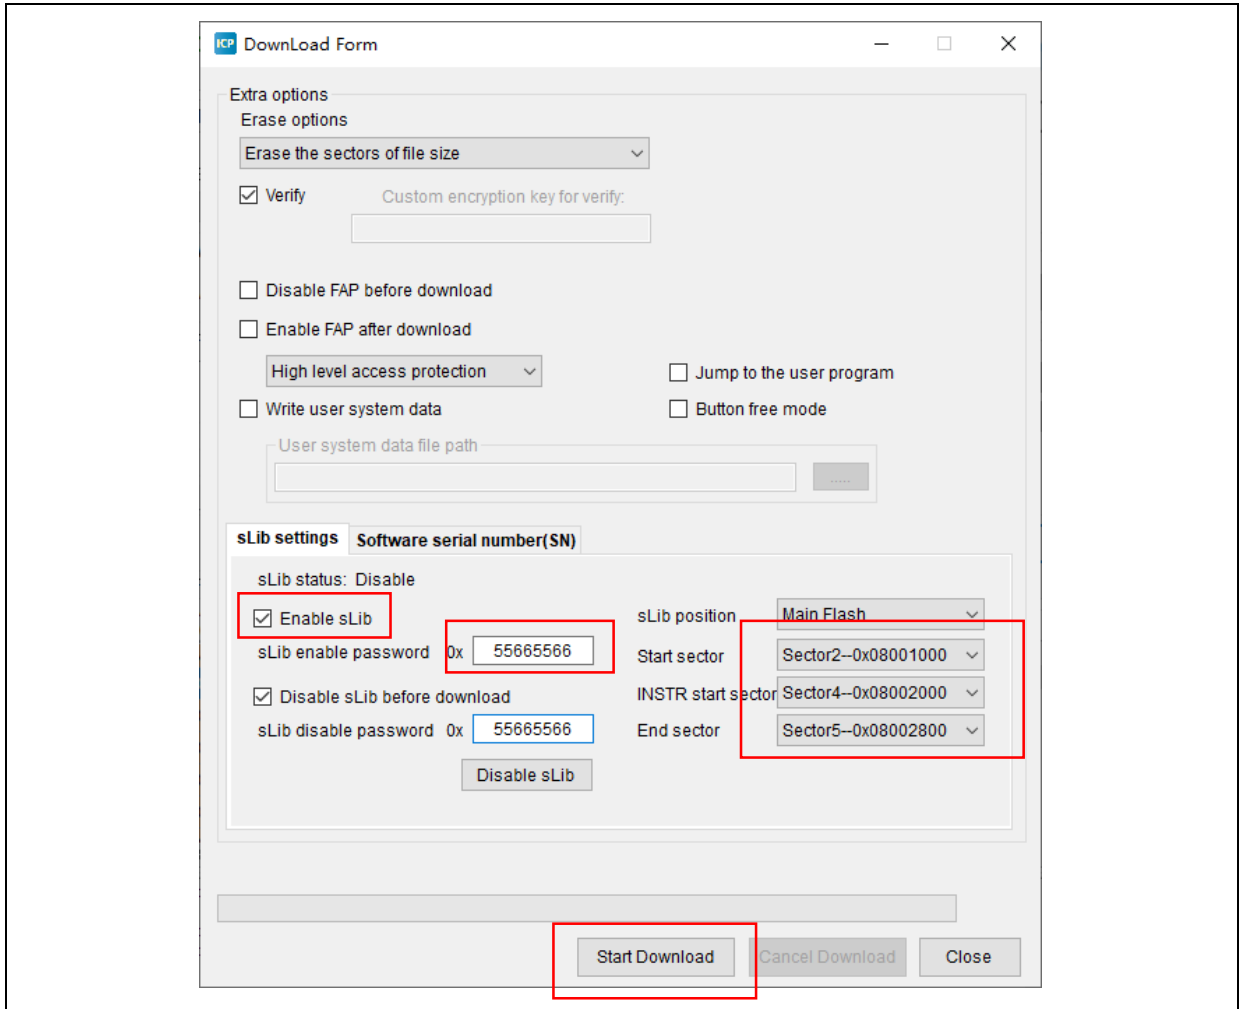 ICP DownLoad Form
Extra options
Erase options
Erase the sectors of file size
Verify
Custom encryption key for verify:
Disable FAP before download
Enable FAP after download
High level access protection
Jump to the user program
Write user system data
Button free mode
User system data file path
.....
sLib settings
Software serial number(SN)
sLib status: Disable
Enable sLib
sLib position
Main Flash
sLib enable password 0x 55665566
Start sector
Sector2--0x08001000
Disable sLib before download
INSTR start sector
Sector4--0x08002000
sLib disable password 0x 55665566
End sector
Sector5--0x08002800
Disable sLib
Start Download
Cancel Download
Close